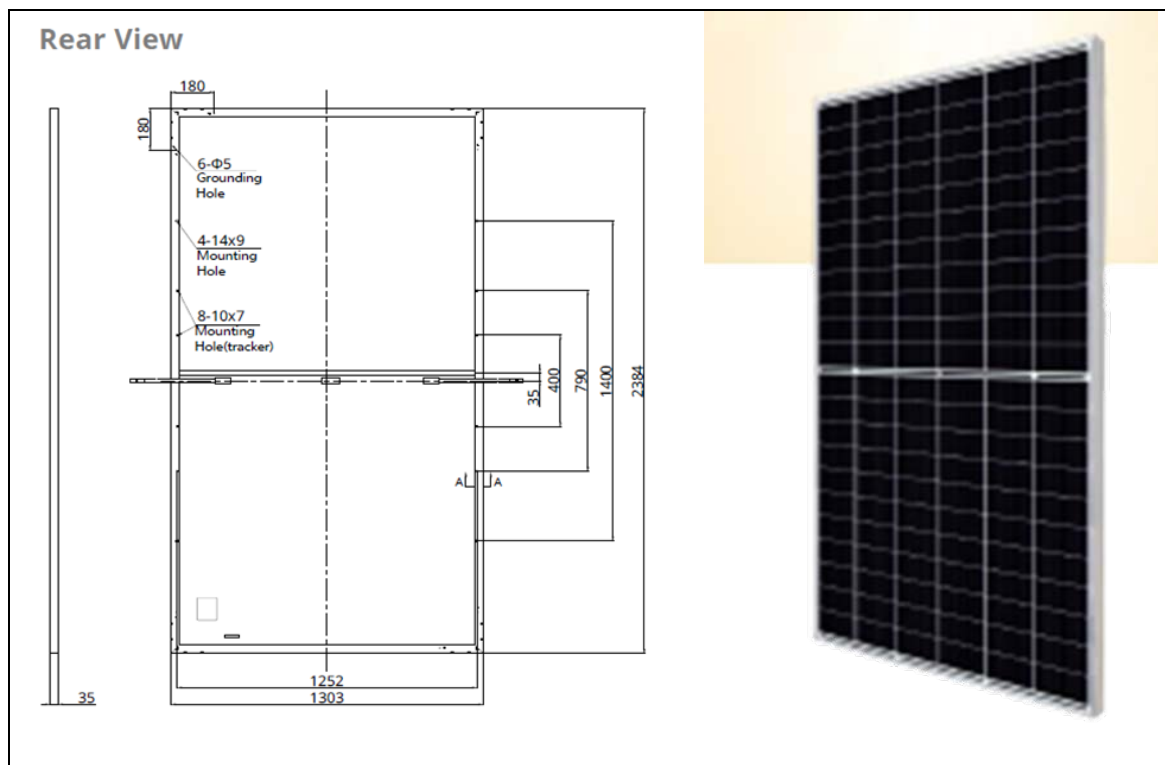 Rear View
180
180
6-Φ5
Grounding
Hole
4-14x9
Mounting
Hole
8-10x7
Mounting
Hole(tracker)
35
400
790
1400
2384
A
A
1252
1303
35